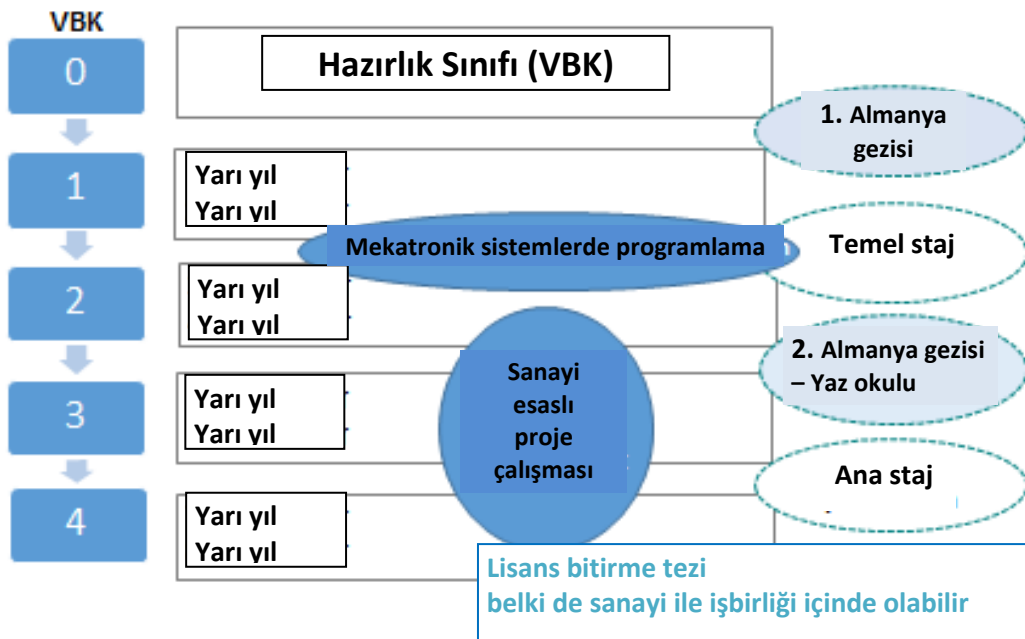 VBK
0
Hazırlık Sınıfı (VBK)
1. Almanya
gezisi
1
Yarı yıl
Yarı yıl
Mekatronik sistemlerde programlama
Temel staj
2
Yarı yıl
Yarı yıl
2. Almanya gezisi
– Yaz okulu
3
Yarı yıl
Yarı yıl
Sanayi
esaslı
proje
çalışması
Ana staj
4
Yarı yıl
Yarı yıl
Lisans bitirme tezi
belki de sanayi ile işbirliği içinde olabilir